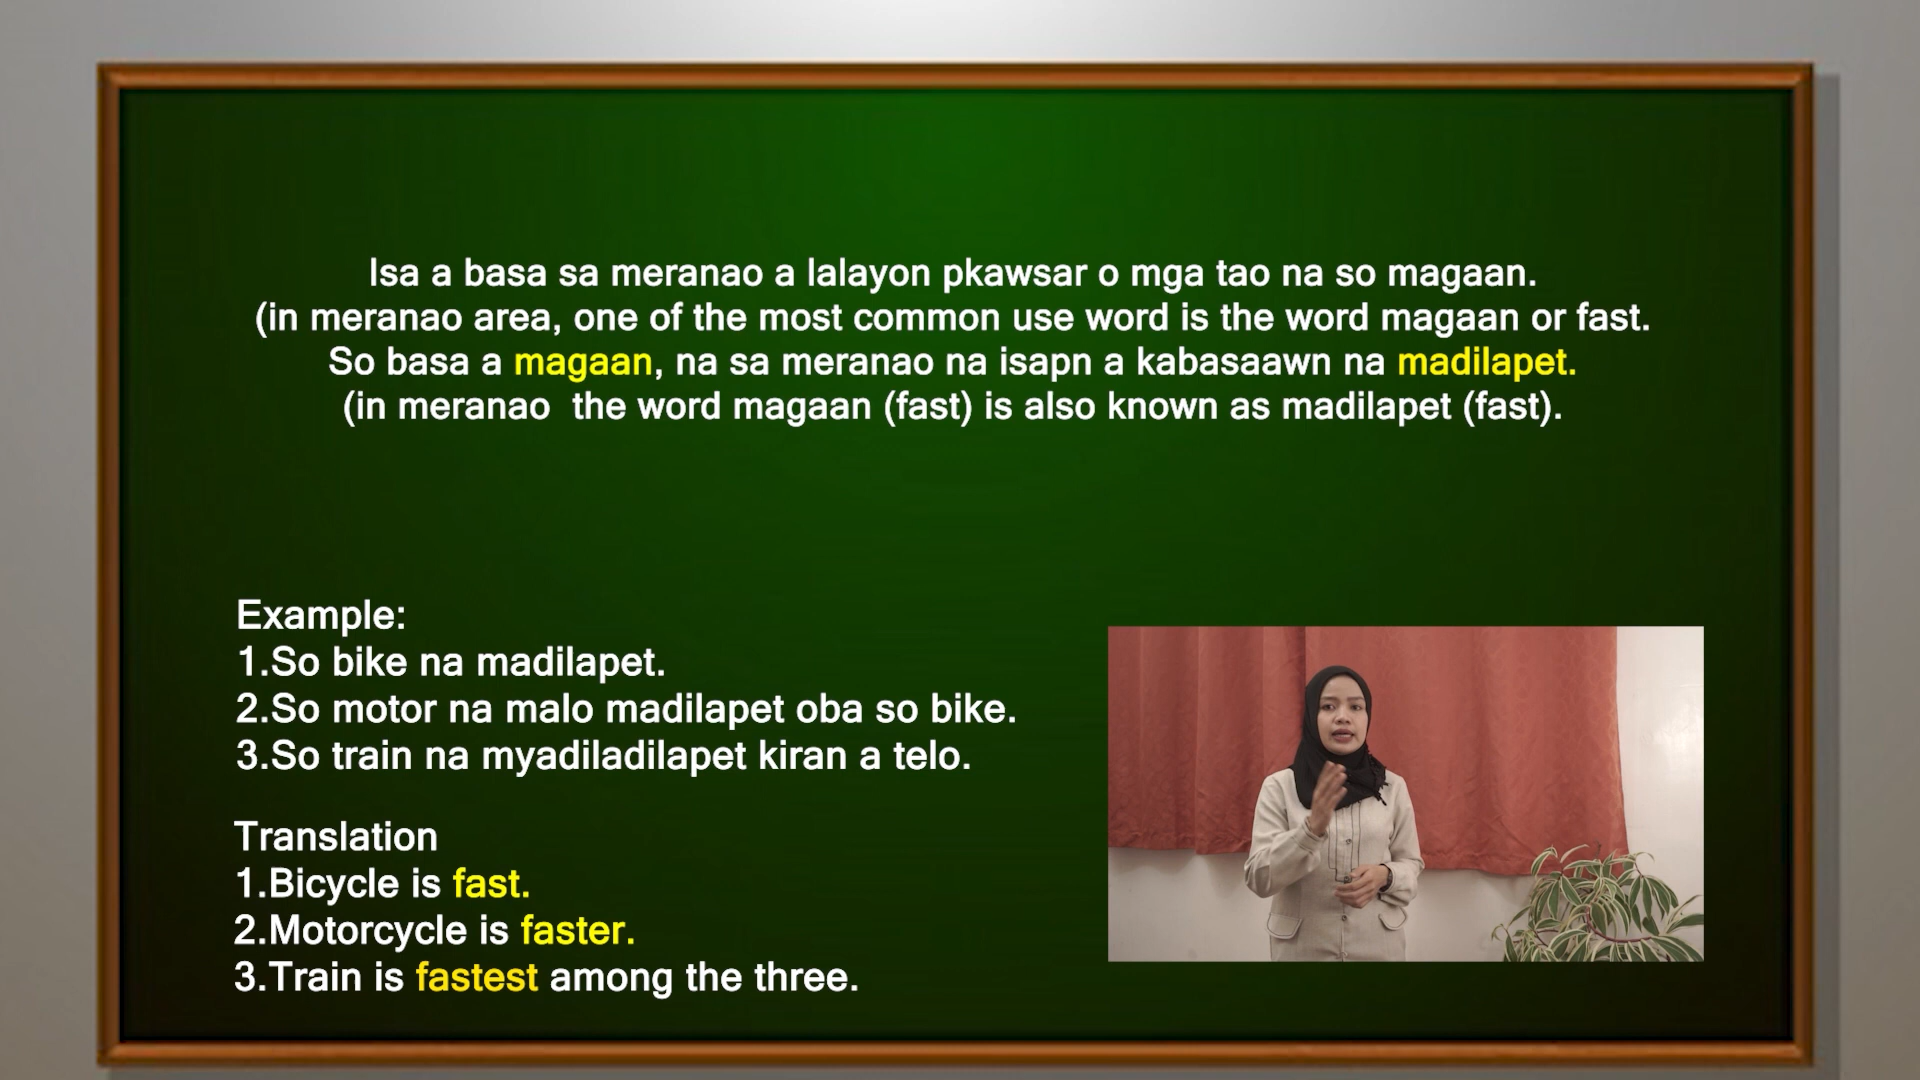 Isa a basa sa meranao a lalayon pkawsar o mga tao na so magaan.
(in meranao area, one of the most common use word is the word magaan or fast.
So basa a magaan, na sa meranao na isapn a kabasaawn na madilapet.
(in meranao  the word magaan (fast) is also known as madilapet (fast).
Example:
1.So bike na madilapet.
2.So motor na malo madilapet oba so bike.
3.So train na myadiladilapet kiran a telo.
Translation
1.Bicycle is fast.
2.Motorcycle is faster.
3.Train is fastest among the three.